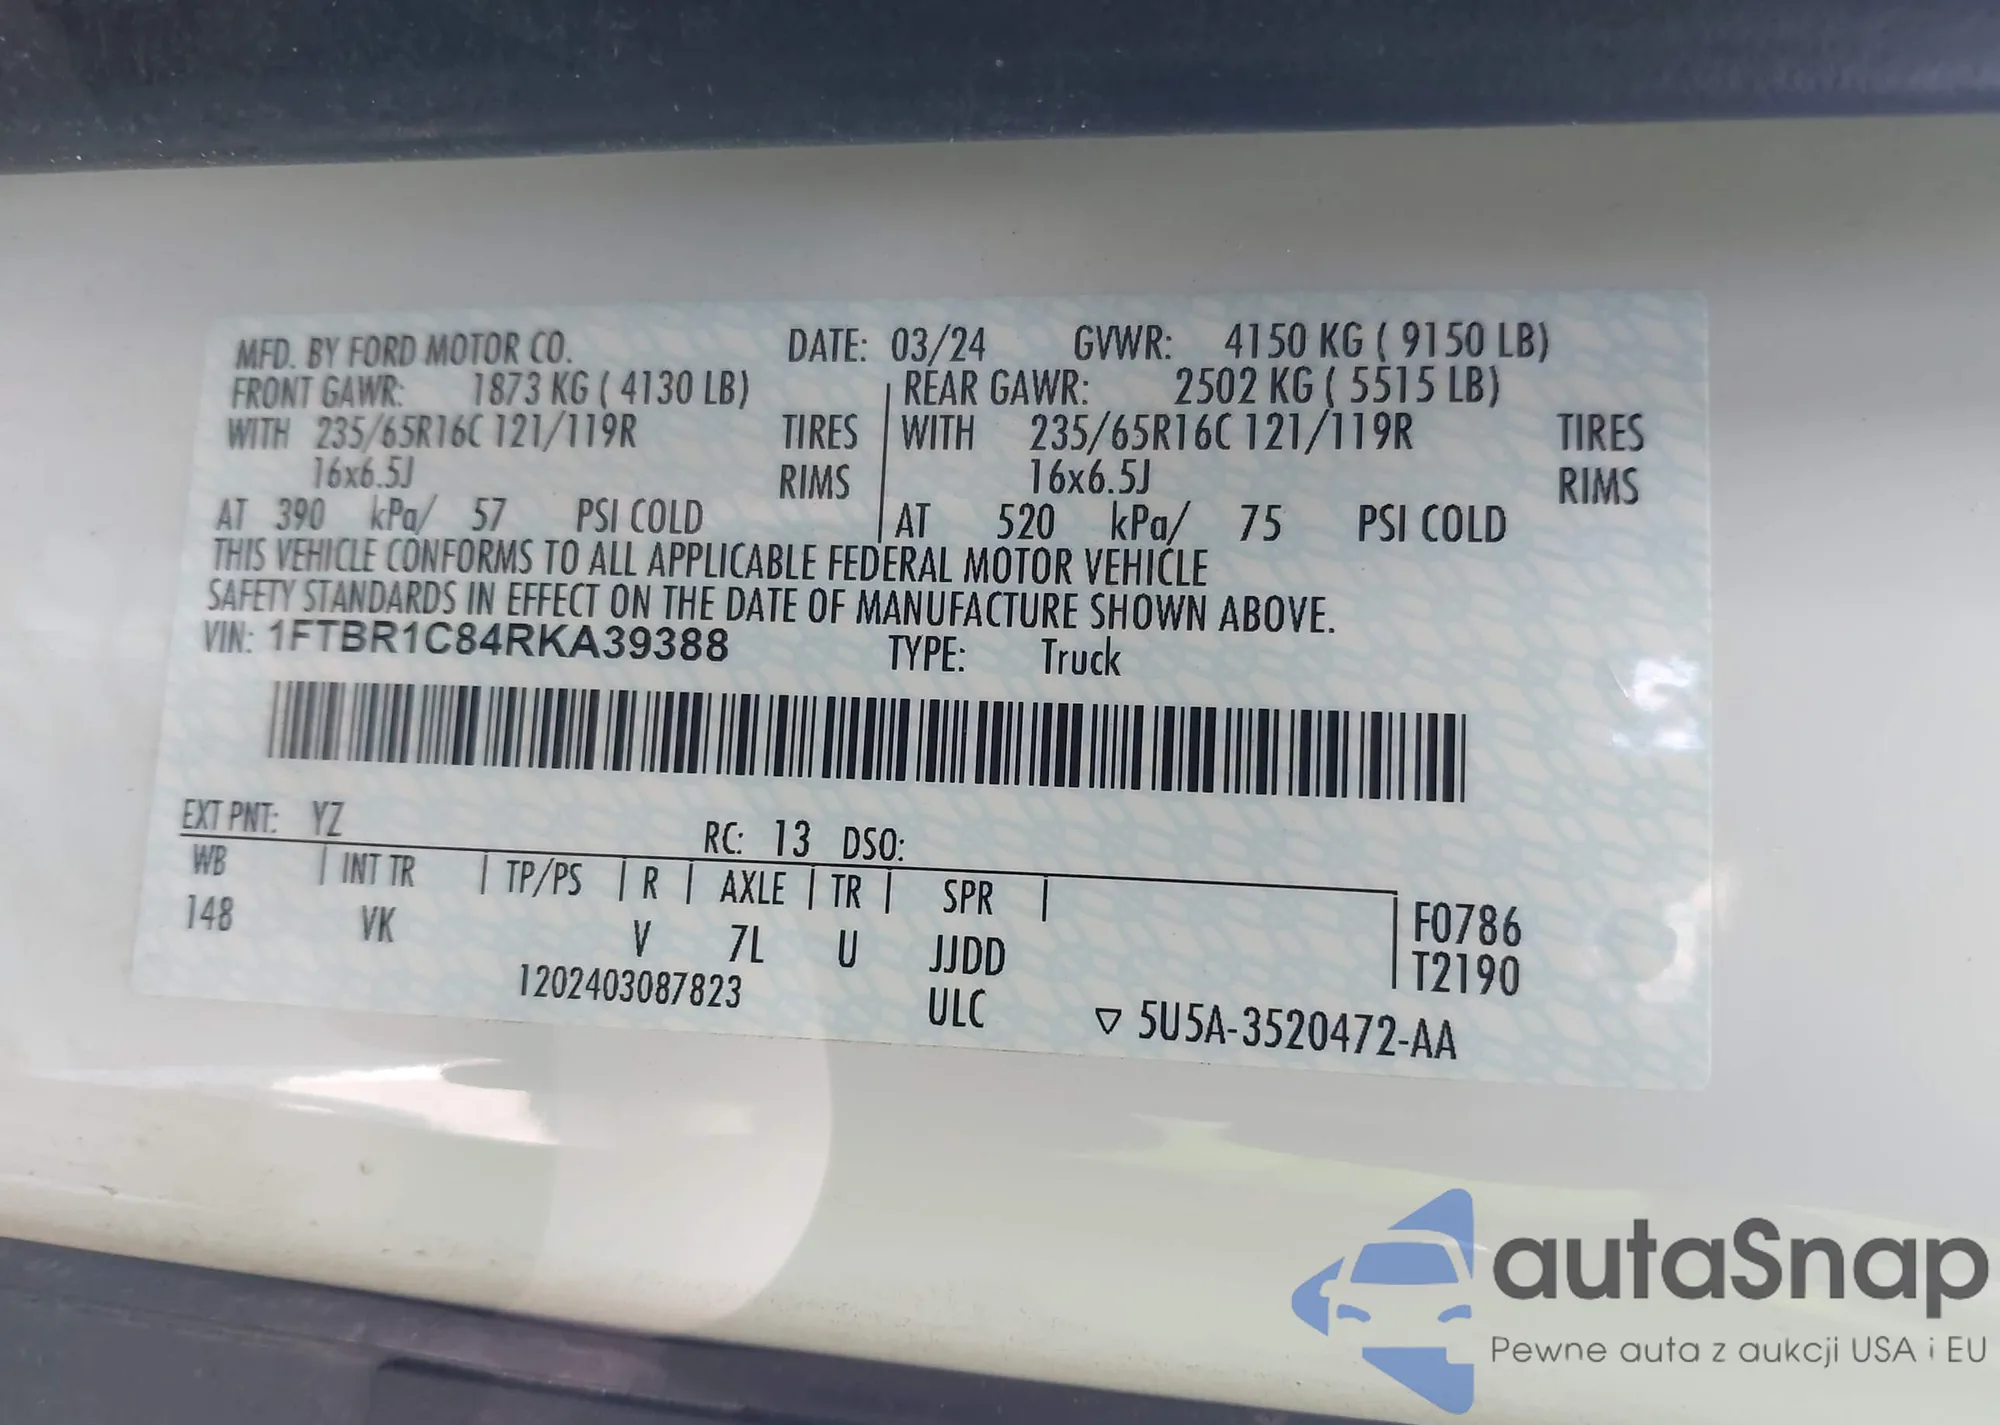 MFD. BY FORD MOTOR CO. DATE: 03/24 GVWR: 4150 KG ( 9150 LB)
FRONT GAWR: 1873 KG ( 4130 LB) REAR GAWR: 2502 KG ( 5515 LB)
WITH 235/65R16C 121/119R TIRES WITH 235/65R16C 121/119R TIRES
16x6.5J RIMS 16x6.5J RIMS
AT 390 kPa/ 57 PSI COLD AT 520 kPa/ 75 PSI COLD
THIS VEHICLE CONFORMS TO ALL APPLICABLE FEDERAL MOTOR VEHICLE
SAFETY STANDARDS IN EFFECT ON THE DATE OF MANUFACTURE SHOWN ABOVE.
VIN: 1FTBR1C84RKA39388 TYPE: Truck
EXT PNT: YZ RC: 13 DSO:
WB INT TR TP/PS R AXLE TR SPR
148 VK V 7L U JJDD
F0786
T2190
1202403087823 ULC ▽ 5U5A-3520472-AA
autaSnap
Pewne auta z aukcji USA i EU